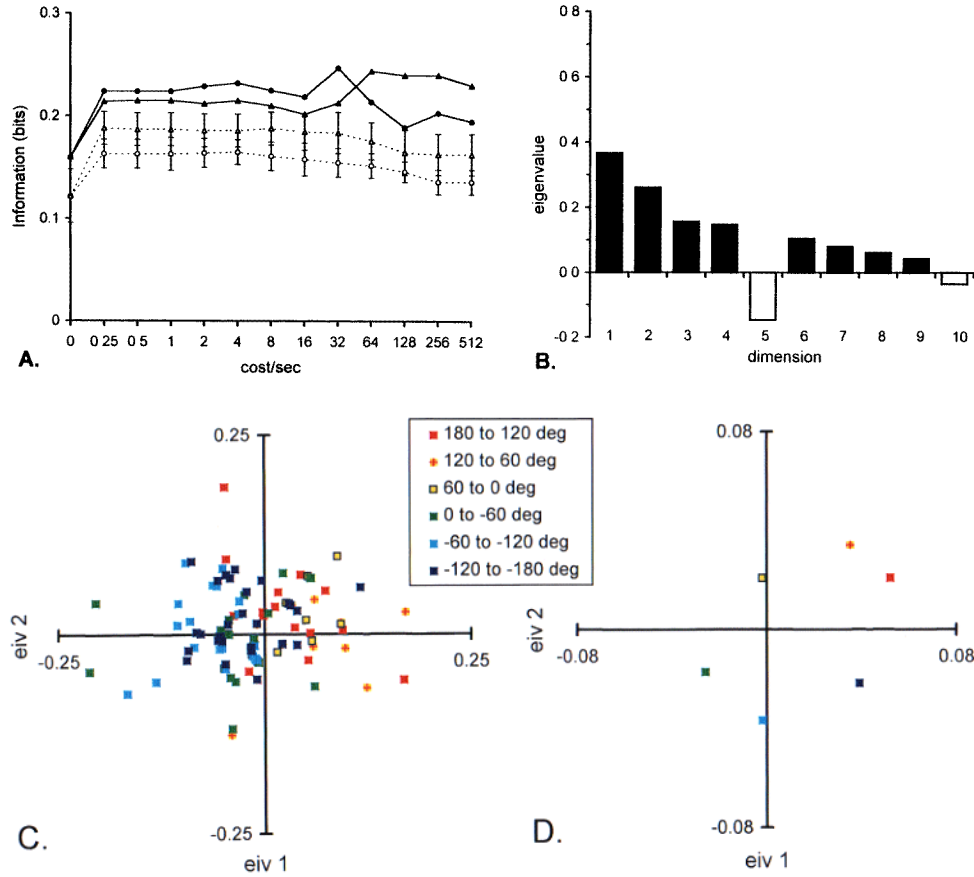 0.3
0.2
0.1
0
Information (bits)
0 0 25 0 5 1 2 4 8 16 32 64 128 256 512
cost/sec
A.
0 8
0 6
0 4
0 2
0 0
-0 2
eigenvalue
1 2 3 4 5 6 7 8 9 10
dimension
B.
180 to 120 deg
120 to 60 deg
60 to 0 deg
0 to -60 deg
-60 to -120 deg
-120 to -180 deg
0.25
eiv 2
-0.25
0.25
-0.25
C.
eiv 1
0.08
eiv 2
-0.08
0.08
-0.08
D.
eiv 1